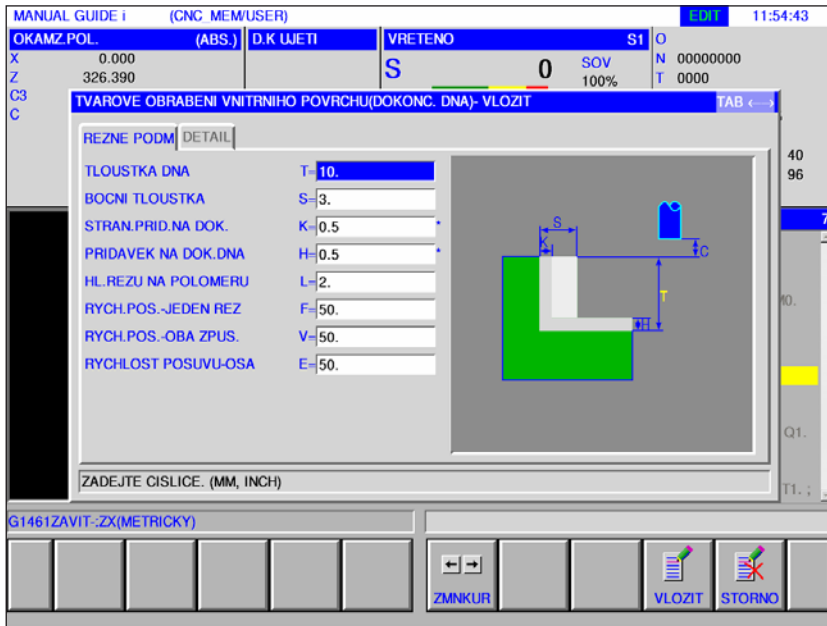 MANUAL GUIDE i (CNC_MEM/USER) EDIT 11:54:43
OKAMZ.POL. (ABS.) D.K UJETI VRETENO S1 O
X 0.000 N 00000000
Z 326.390 S 0 SOV 100% T 0000
C3
C
TVAROVE OBRABENI VNITRNIHO POVRCHU(DOKONC. DNA)- VLOZIT TAB ←→
REZNE PODM DETAIL
TLOUSTKA DNA T= 10.
BOCNI TLOUSTKA S= 3.
STRAN.PRID.NA DOK. K= 0.5 *
PRIDAVEK NA DOK.DNA H= 0.5 *
HL.REZU NA POLOMERU L= 2.
RYCH.POS.-JEDEN REZ F= 50.
RYCH.POS.-OBA ZPUS. V= 50.
RYCHLOST POSUVU-OSA E= 50.
S
K
C
T
H
40
96
7
M0.
Q1.
T1. ;
ZADEJTE CISLICE. (MM, INCH)
G1461ZAVIT-:ZX(METRICKY)
ZMNKUR VLOZIT STORNO